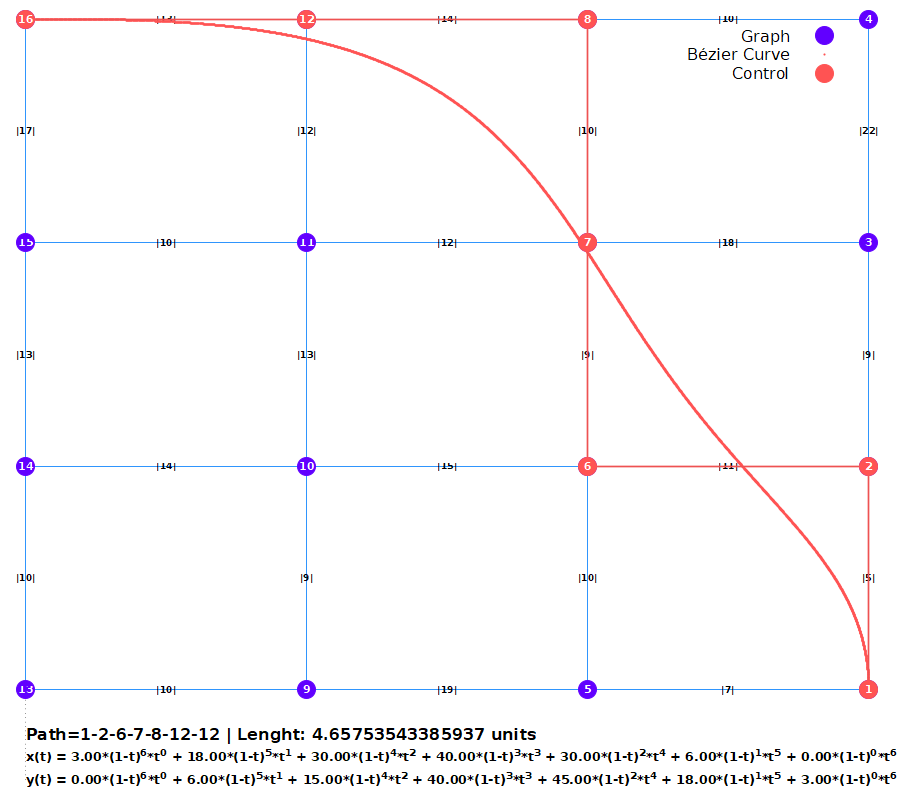 16 |13| 12 |14| 8 |10| 4
Graph
Bézier Curve
Control
|17| |12| |10| |22|
15 |10| 11 |12| 7 |18| 3
|13| |13| |9| |9|
14 |14| 10 |15| 6 |11| 2
|10| |9| |10| |5|
13 |10| 9 |19| 5 |7| 1
Path=1-2-6-7-8-12-12 | Lenght: 4.65753543385937 units
x(t) = 3.00*(1-t)⁶*t⁰ + 18.00*(1-t)⁵*t¹ + 30.00*(1-t)⁴*t² + 40.00*(1-t)³*t³ + 30.00*(1-t)²*t⁴ + 6.00*(1-t)¹*t⁵ + 0.00*(1-t)⁰*t⁶
y(t) = 0.00*(1-t)⁶*t⁰ + 6.00*(1-t)⁵*t¹ + 15.00*(1-t)⁴*t² + 40.00*(1-t)³*t³ + 45.00*(1-t)²*t⁴ + 18.00*(1-t)¹*t⁵ + 3.00*(1-t)⁰*t⁶